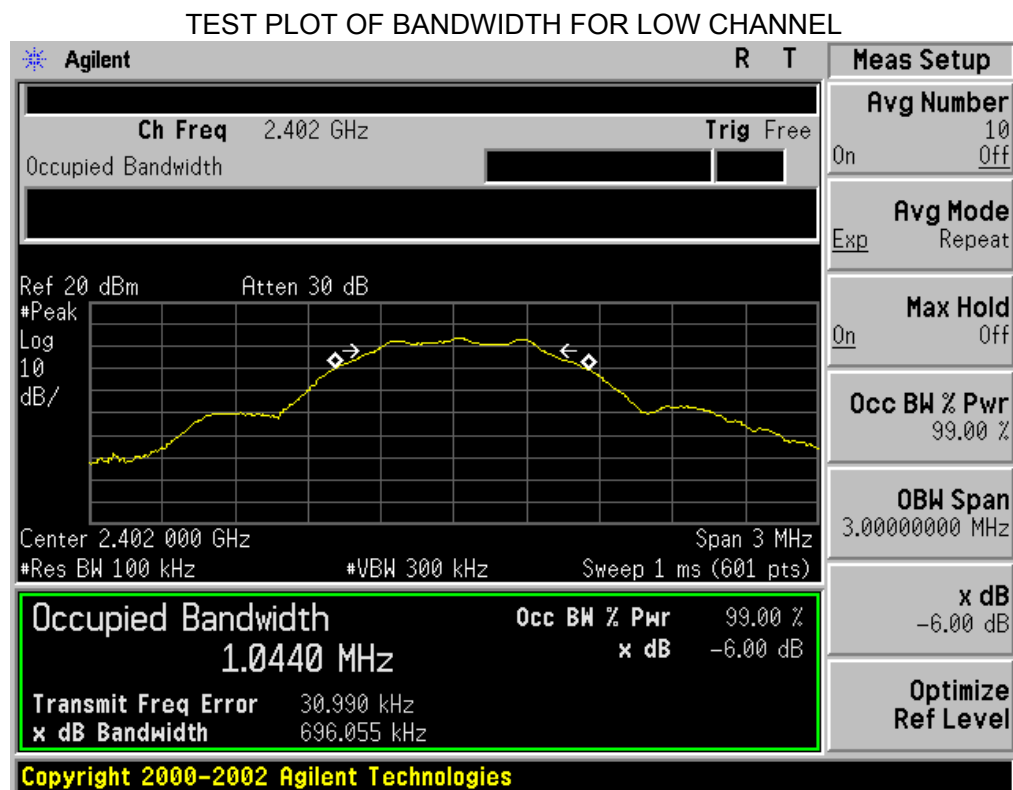 TEST PLOT OF BANDWIDTH FOR LOW CHANNEL
Agilent R T
Ch Freq 2.402 GHz Trig Free
Occupied Bandwidth
Ref 20 dBm Atten 30 dB
#Peak
Log
10
dB/
Center 2.402 000 GHz Span 3 MHz
#Res BW 100 kHz #VBW 300 kHz Sweep 1 ms (601 pts)
Occupied Bandwidth Occ BW % Pwr 99.00 %
1.0440 MHz x dB -6.00 dB
Transmit Freq Error 30.990 kHz
x dB Bandwidth 696.055 kHz
Copyright 2000-2002 Agilent Technologies
Meas Setup
Avg Number
10
On Off
Avg Mode
Exp Repeat
Max Hold
On Off
Occ BW % Pwr
99.00 %
OBW Span
3.00000000 MHz
x dB
-6.00 dB
Optimize
Ref Level